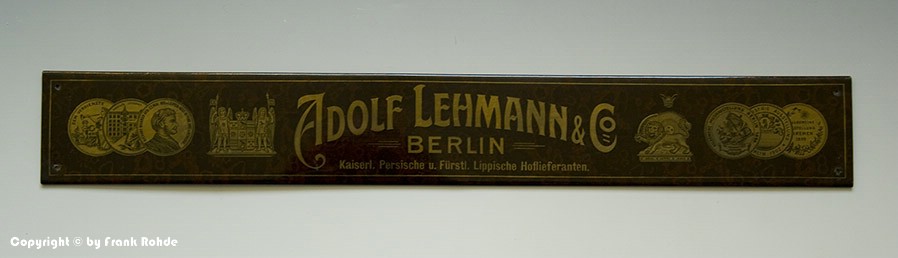 ADOLF LEHMANN & Co
BERLIN
Kaiserl. Persische u. Fürstl. Lippische Hoflieferanten.
Copyright © by Frank Rohde